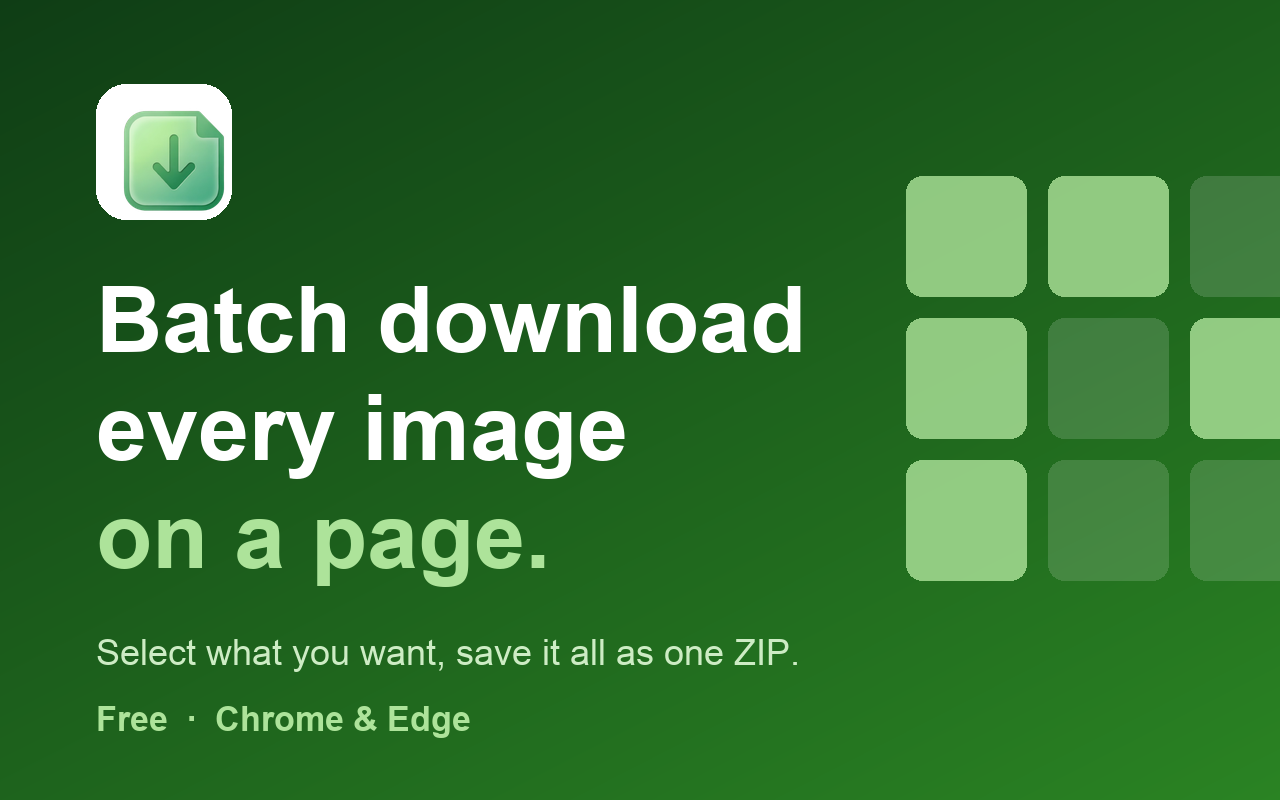 Batch download
every image
on a page.
Select what you want, save it all as one ZIP.
Free · Chrome & Edge